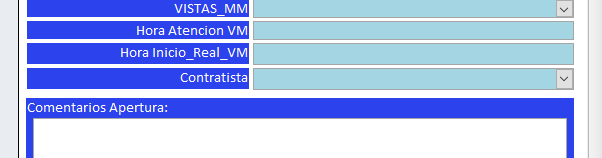 VISTAS_MM
Hora Atencion VM
Hora Inicio_Real_VM
Contratista
Comentarios Apertura: